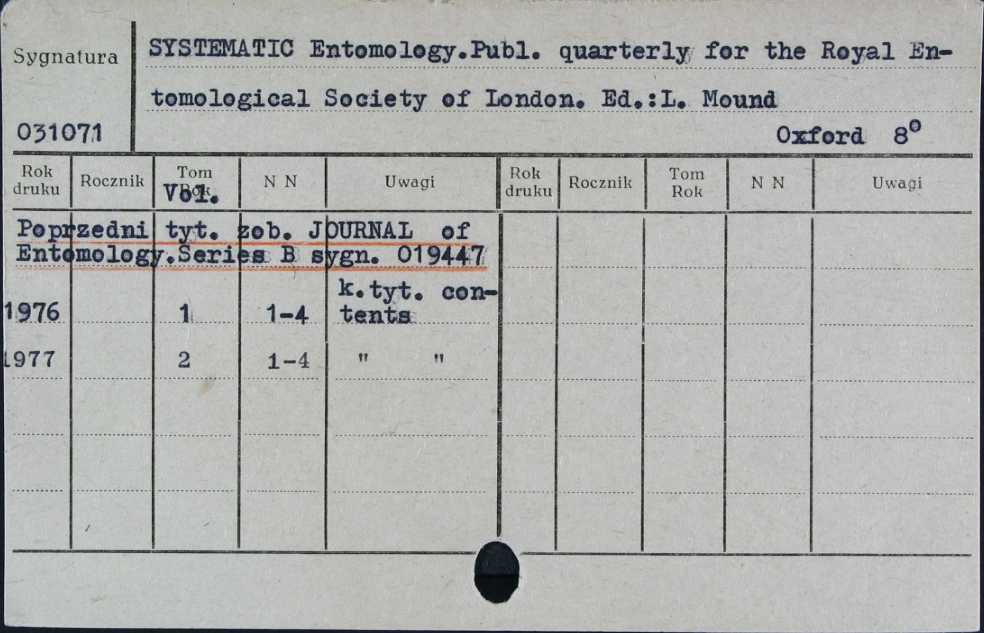 Sygnatura
SYSTEMATIC Entomology.Publ. quarterly for the Royal En-
tomological Society of London. Ed.:L. Mound
031071
Oxford 8º
Rok druku Rocznik Tom Rok Vol. N N Uwagi Rok druku Rocznik Tom Rok N N Uwagi
Poprzedni tyt. zob. JOURNAL of
Entomology.Series B sygn. 019447
k.tyt. con-
1976 1 1-4 tents
1977 2 1-4 " "